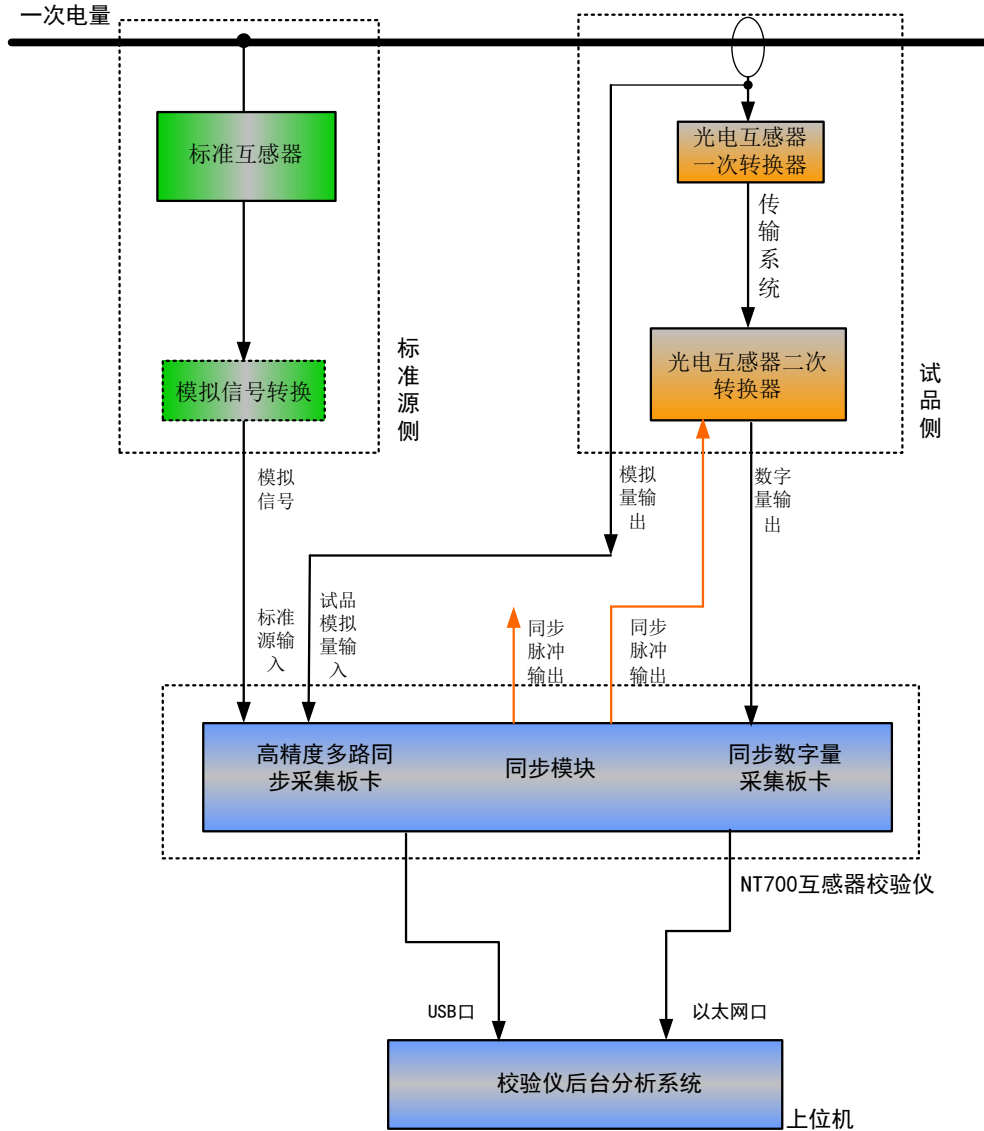 一次电量
标准互感器
模拟信号转换
标
准
源
侧
光电互感器
一次转换器
传
输
系
统
光电互感器二次
转换器
试
品
侧
模拟
信号
模拟
量输
出
数字
量输
出
标准
源输
入
试品
模拟
量输
入
同步
脉冲
输出
同步
脉冲
输出
高精度多路同
步采集板卡
同步模块
同步数字量
采集板卡
NT700互感器校验仪
USB口
以太网口
校验仪后台分析系统
上位机